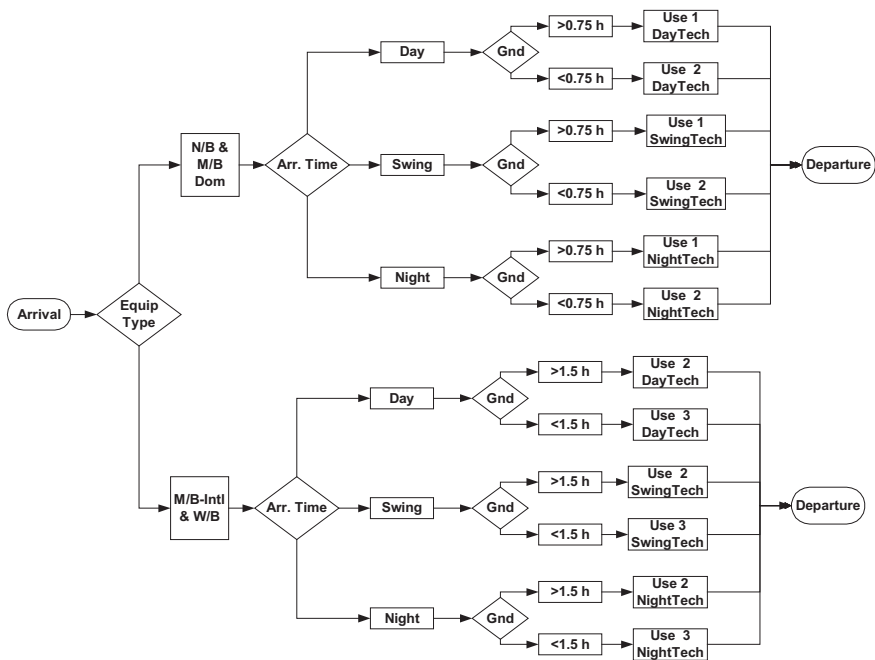 Arrival
Equip
Type
N/B &
M/B
Dom
Arr. Time
Day
Gnd
>0.75 h
Use 1
DayTech
<0.75 h
Use 2
DayTech
Swing
Gnd
>0.75 h
Use 1
SwingTech
<0.75 h
Use 2
SwingTech
Night
Gnd
>0.75 h
Use 1
NightTech
<0.75 h
Use 2
NightTech
Departure
M/B-Intl
& W/B
Arr. Time
Day
Gnd
>1.5 h
Use 2
DayTech
<1.5 h
Use 3
DayTech
Swing
Gnd
>1.5 h
Use 2
SwingTech
<1.5 h
Use 3
SwingTech
Night
Gnd
>1.5 h
Use 2
NightTech
<1.5 h
Use 3
NightTech
Departure